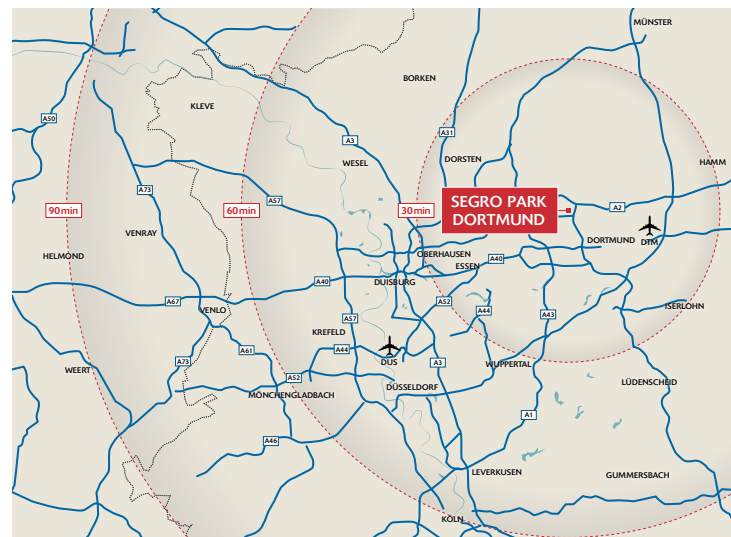 MÜNSTER
BORKEN
KLEVE
A50
A31
A3
DORSTEN
WESEL
HAMM
A73
A57
SEGRO PARK
DORTMUND
90min
60min
30min
A2
VENRAY
DORTMUND
DTM
OBERHAUSEN
HELMOND
A40
ESSEN
A40
DUISBURG
A67
A52
ISERLOHN
VENLO
A44
A43
A57
KREFELD
A44
A61
A73
DUS
A3
WUPPERTAL
WEERT
A52
LÜDENSCHEID
DÜSSELDORF
MÖNCHENGLADBACH
A1
A46
LEVERKUSEN
GUMMERSBACH
KÖLN